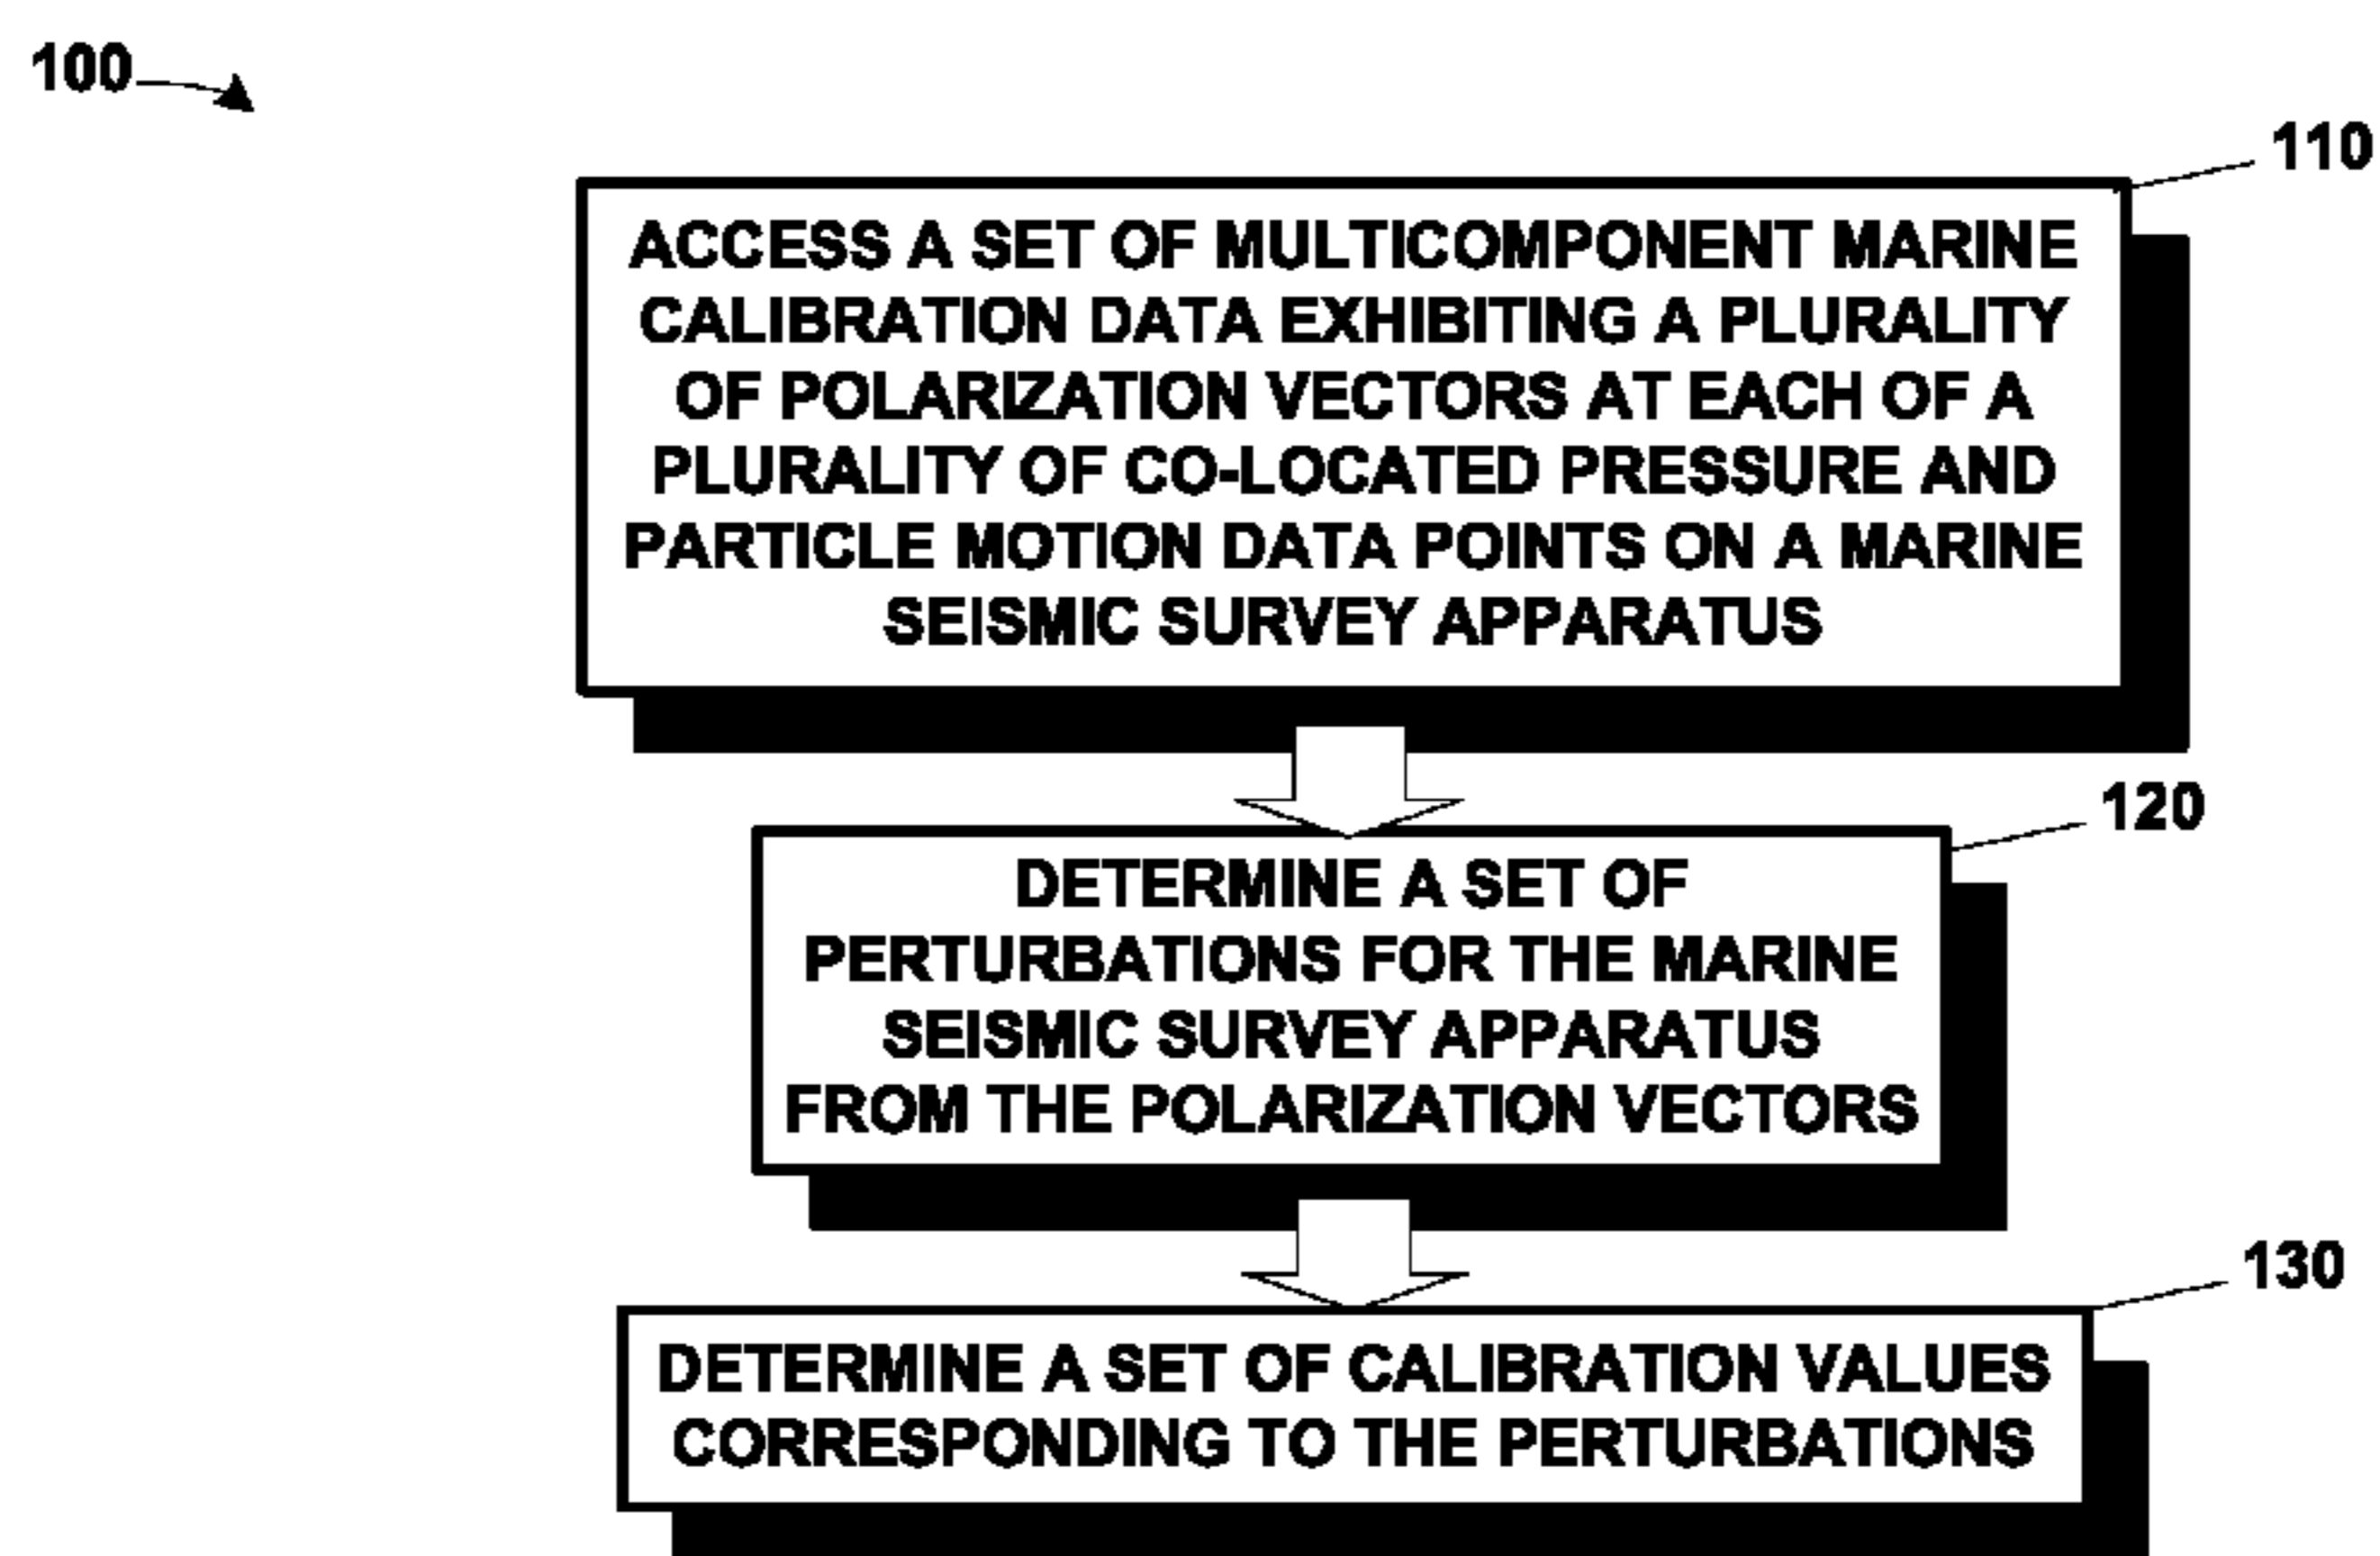 100
110
ACCESS A SET OF MULTICOMPONENT MARINE
CALIBRATION DATA EXHIBITING A PLURALITY
OF POLARIZATION VECTORS AT EACH OF A
PLURALITY OF CO-LOCATED PRESSURE AND
PARTICLE MOTION DATA POINTS ON A MARINE
SEISMIC SURVEY APPARATUS
120
DETERMINE A SET OF
PERTURBATIONS FOR THE MARINE
SEISMIC SURVEY APPARATUS
FROM THE POLARIZATION VECTORS
130
DETERMINE A SET OF CALIBRATION VALUES
CORRESPONDING TO THE PERTURBATIONS